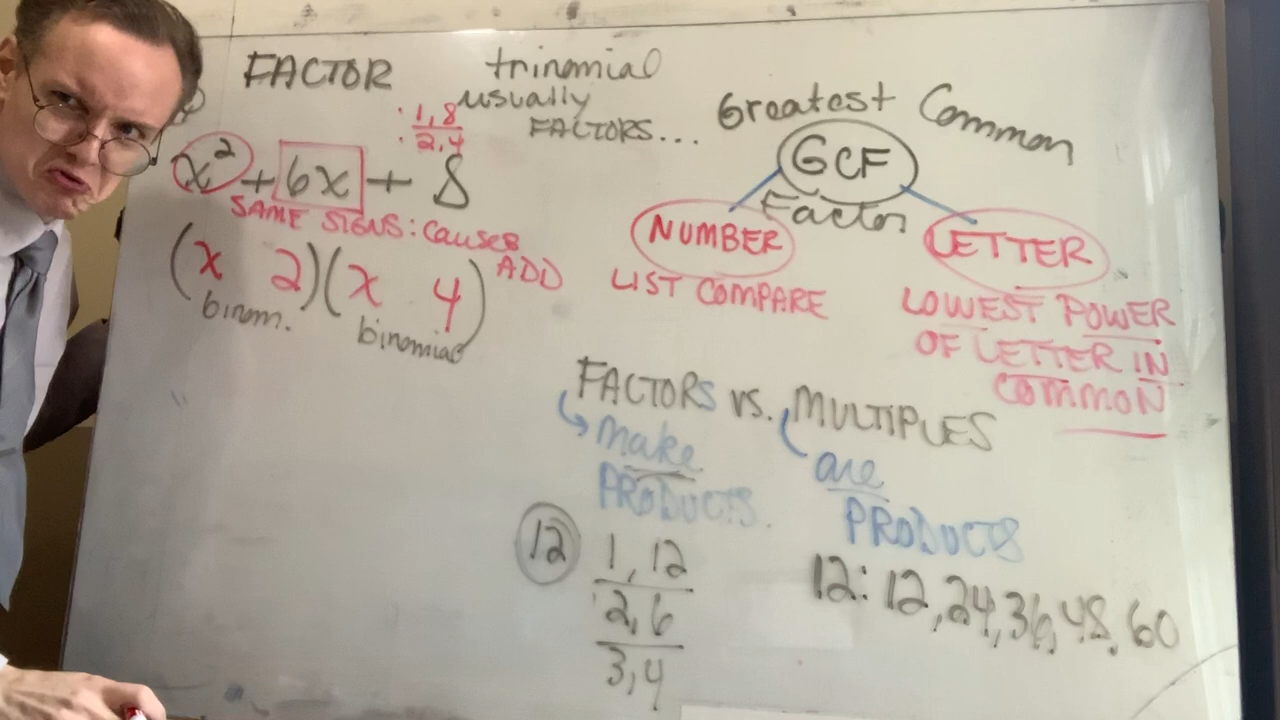 FACTOR
trinomial
usually
FACTORS...
: 1,8
: 2,4
x² + 6x + 8
SAME SIGNS: causes
ADD
(x 2)(x 4)
binom.
binomial
Greatest Common
GCF
Factor
NUMBER
LIST COMPARE
LETTER
LOWEST POWER
OF LETTER IN
COMMON
FACTORS vs. MULTIPLES
make
PRODUCTS.
are
PRODUCTS
12
1, 12
2, 6
3, 4
12: 12, 24, 36, 48, 60